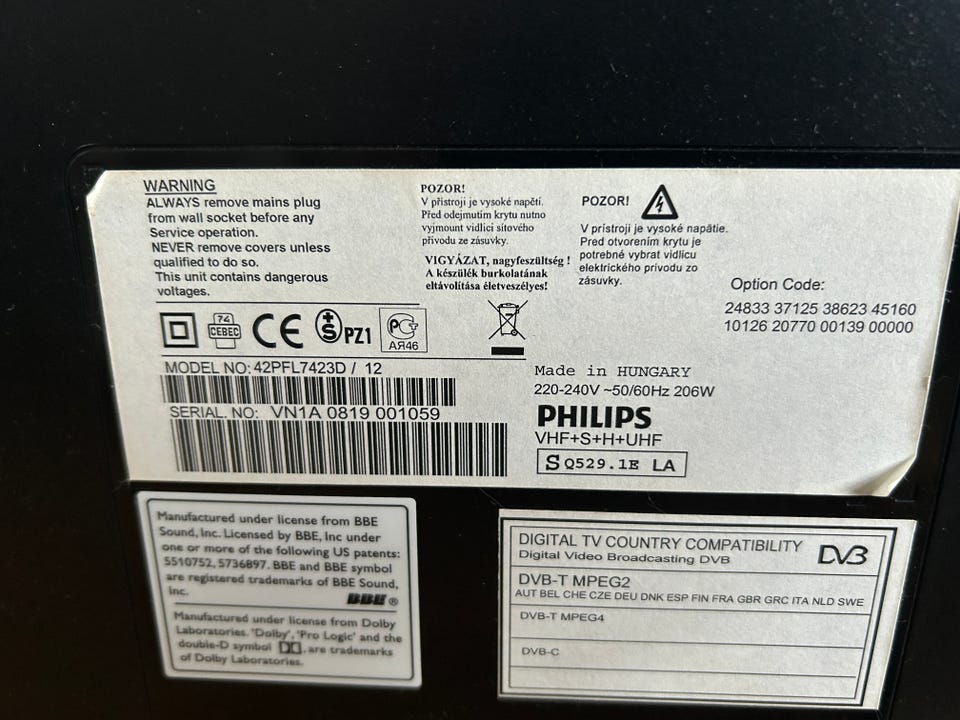 WARNING
ALWAYS remove mains plug
from wall socket before any
Service operation.
NEVER remove covers unless
qualified to do so.
This unit contains dangerous
voltages.
POZOR!
V přístroji je vysoké napětí.
Před odejmutím krytu nutno
vyjmount vidlici síťového
přívodu ze zásuvky.
VIGYÁZAT, nagyfeszültség !
A készülék burkolatának
eltávolítása életveszélyes!
POZOR!
V prístroji je vysoké napätie.
Pred otvorením krytu je
potrebné vybrat vidlicu
elektrického privodu zo
zásuvky.
Option Code:
24833 37125 38623 45160
10126 20770 00139 00000
74
CEBEC
CE
+S
PZ1
PC
АЯ46
MODEL NO: 42PFL7423D / 12
SERIAL. NO: VN1A 0819 001059
Made in HUNGARY
220-240V ~50/60Hz 206W
PHILIPS
VHF+S+H+UHF
S Q529.1E LA
Manufactured under license from BBE
Sound, Inc. Licensed by BBE, Inc under
one or more of the following US patents:
5510752, 5736897. BBE and BBE symbol
are registered trademarks of BBE Sound,
Inc.
BBE ®
Manufactured under license from Dolby
Laboratories. 'Dolby', 'Pro Logic' and the
double-D symbol DD, are trademarks
of Dolby Laboratories.
DIGITAL TV COUNTRY COMPATIBILITY
Digital Video Broadcasting DVB
DVB
DVB-T MPEG2
AUT BEL CHE CZE DEU DNK ESP FIN FRA GBR GRC ITA NLD SWE
DVB-T MPEG4
DVB-C